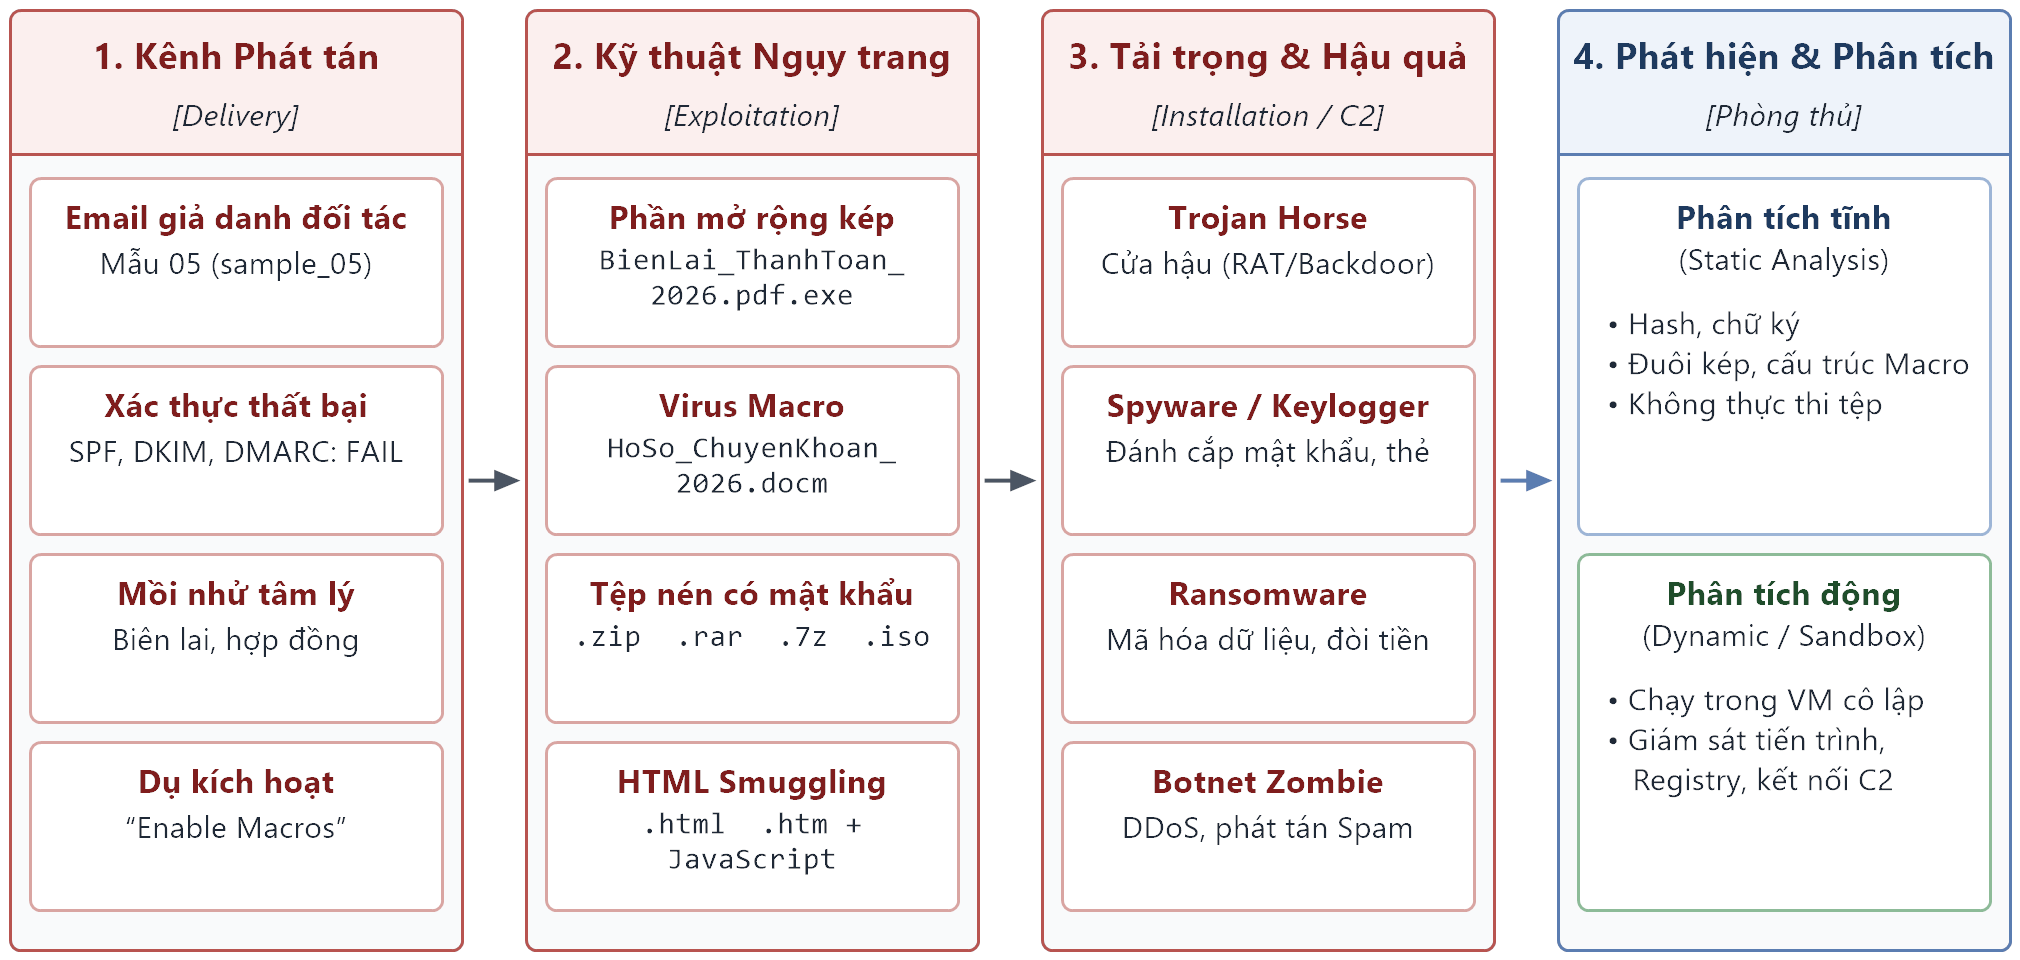 1. Kênh Phát tán
[Delivery]
Email giả danh đối tác
Mẫu 05 (sample_05)
Xác thực thất bại
SPF, DKIM, DMARC: FAIL
Mồi nhử tâm lý
Biên lai, hợp đồng
Dụ kích hoạt
“Enable Macros”
2. Kỹ thuật Ngụy trang
[Exploitation]
Phần mở rộng kép
BienLai_ThanhToan_
2026.pdf.exe
Virus Macro
HoSo_ChuyenKhoan_
2026.docm
Tệp nén có mật khẩu
.zip .rar .7z .iso
HTML Smuggling
.html .htm +
JavaScript
3. Tải trọng & Hậu quả
[Installation / C2]
Trojan Horse
Cửa hậu (RAT/Backdoor)
Spyware / Keylogger
Đánh cắp mật khẩu, thẻ
Ransomware
Mã hóa dữ liệu, đòi tiền
Botnet Zombie
DDoS, phát tán Spam
4. Phát hiện & Phân tích
[Phòng thủ]
Phân tích tĩnh
(Static Analysis)
• Hash, chữ ký
• Đuôi kép, cấu trúc Macro
• Không thực thi tệp
Phân tích động
(Dynamic / Sandbox)
• Chạy trong VM cô lập
• Giám sát tiến trình,
Registry, kết nối C2